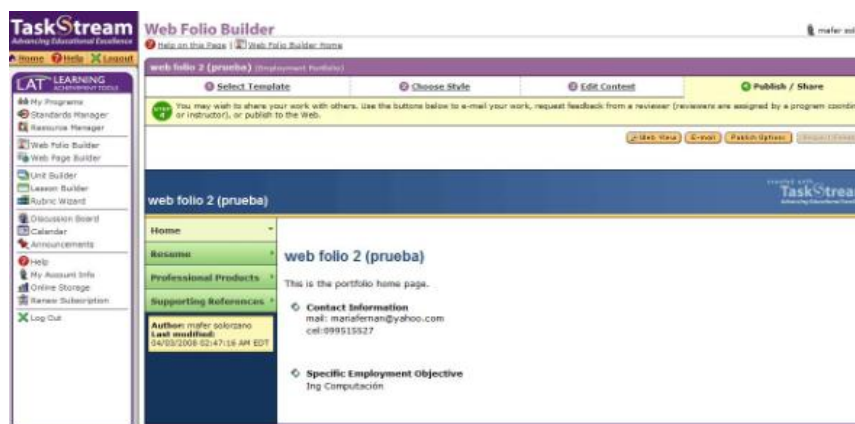 TaskStream
Advancing Educational Excellence
Home Help Logout
LAT LEARNING
ACHIEVEMENT TOOLS
My Programs
Standards Manager
Resource Manager
Web Folio Builder
Web Page Builder
Unit Builder
Lesson Builder
Rubric Wizard
Discussion Board
Calendar
Announcements
Help
My Account Info
Online Storage
Renew Subscription
Log Out
Web Folio Builder
Help on this Page | Web Folio Builder Home
mafer
web folio 2 (prueba) (Employment Portfolio)
1 Select Template
2 Choose Style
3 Edit Content
4 Publish / Share
STEP 4
You may wish to share your work with others. Use the buttons below to e-mail your work, request feedback from a reviewer (reviewers are assigned by a program
or instructor), or publish to the Web.
Web View E-mail Publish Options
web folio 2 (prueba)
created with
TaskStream
Home
Resume
Professional Products
Supporting References
Author: mafer solorzano
Last modified:
04/03/2008 02:47:16 AM EDT
web folio 2 (prueba)
This is the portfolio home page.
Contact Information
mail: mariafernan@yahoo.com
cel:099515527
Specific Employment Objective
Ing Computación